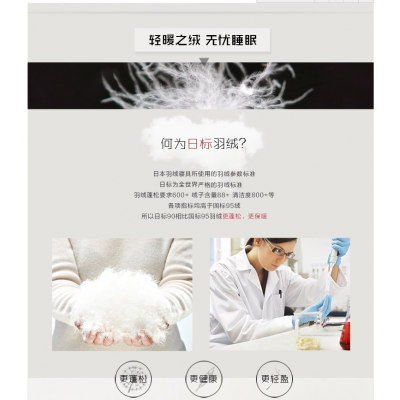 轻暖之绒 无忧睡眠
何为日标羽绒?
日本羽绒寝具所使用的羽绒参数标准
日标为全世界严格的羽绒标准
羽绒蓬松要求600+ 绒子含量88+ 清洁度800+等
各项指标均高于国标95绒
所以日标90相比国标95羽绒更蓬松，更保暖
更蓬松
更健康
更轻盈